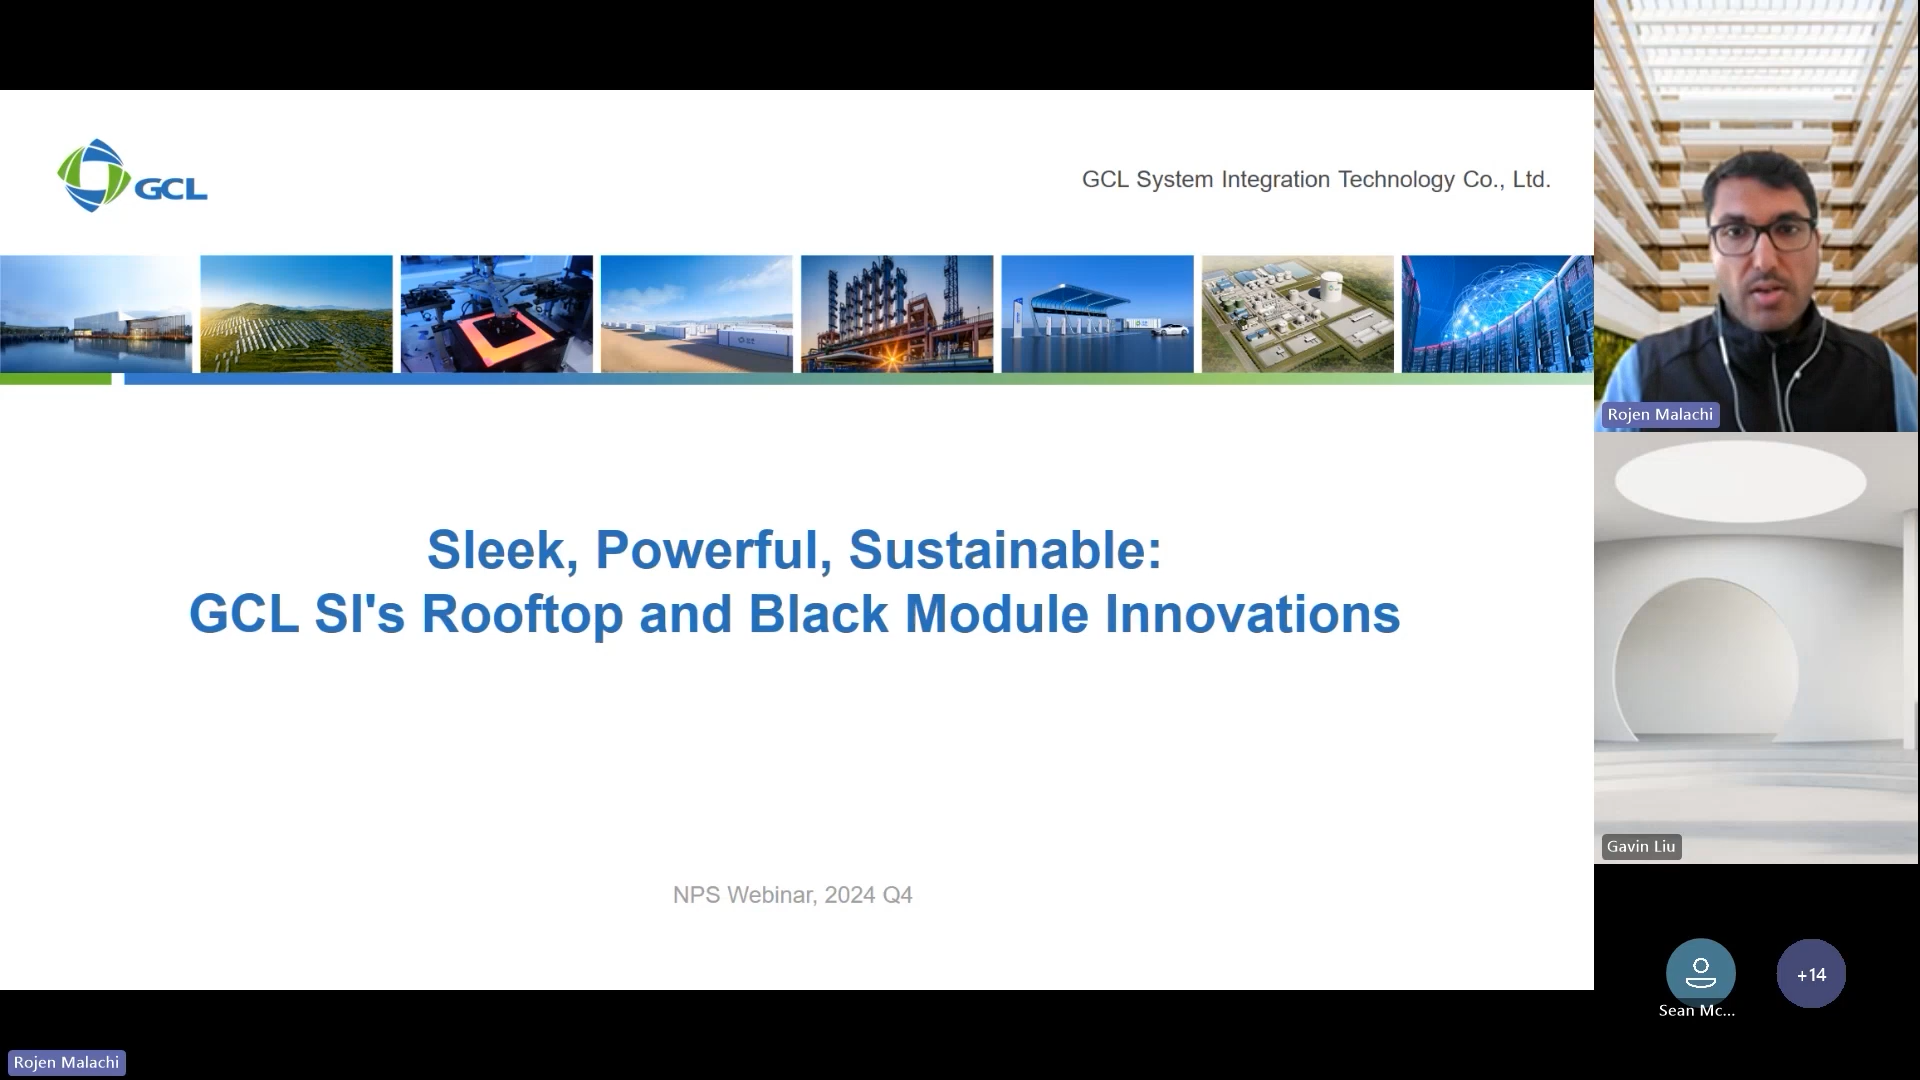 GCL
GCL System Integration Technology Co., Ltd.
Sleek, Powerful, Sustainable:
GCL SI's Rooftop and Black Module Innovations
NPS Webinar, 2024 Q4
Rojen Malachi
Gavin Liu
Sean Mc...
+14
Rojen Malachi